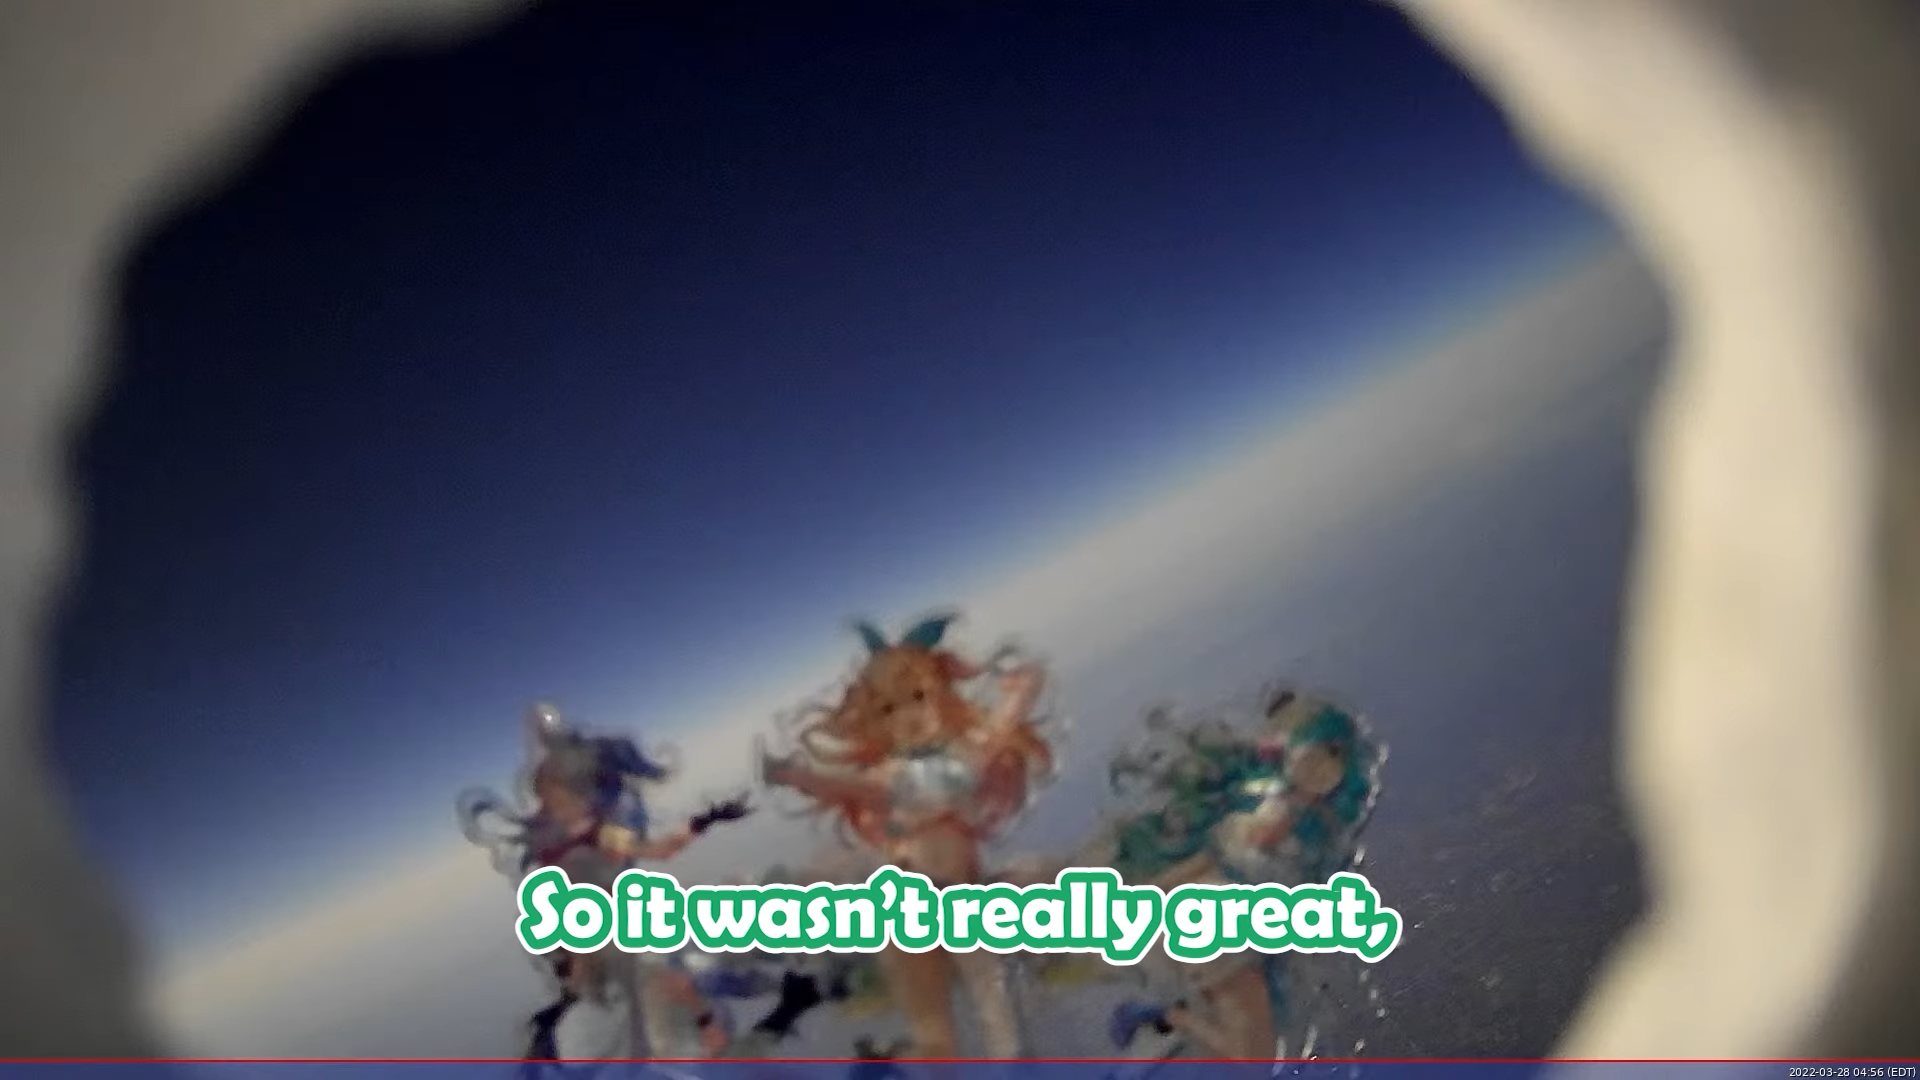 So it wasn't really great,
2022-03-28 04:56 (EDT)